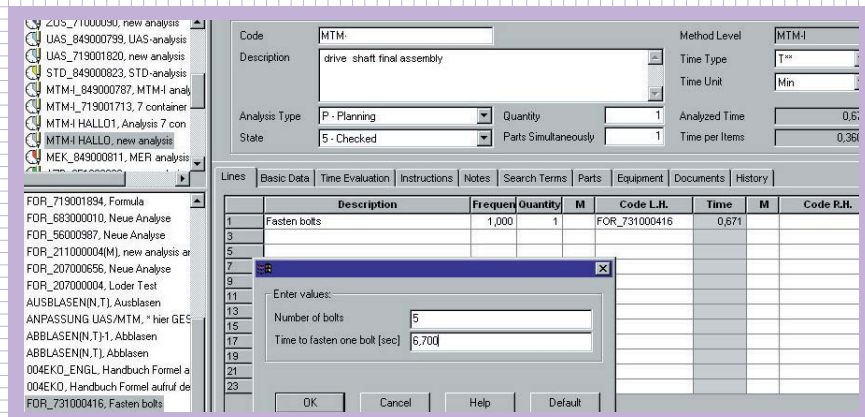 ZUS_71000090, new analysis
UAS_849000799, UAS-analysis
UAS_719001820, new analysis
STD_849000823, STD-analysis
MTM-I_849000787, MTM-I analy
MTM-I_719001713, 7 container
MTM-I HALLO1, Analysis 7 con
MTM-I HALLO, new analysis
MEK_849000811, MER analysis
Code MTM- Method Level MTM-I
Description drive shaft final assembly Time Type T**
Time Unit Min
Analysis Type P - Planning Quantity 1 Analyzed Time 0,67
State 5 - Checked Parts Simultaneously 1 Time per Items 0,360
Lines Basic Data Time Evaluation Instructions Notes Search Terms Parts Equipment Documents History
Description Frequen Quantity M Code L.H. Time M Code R.H.
1 Fasten bolts 1,000 1 FOR_731000416 0,671
3
5
7
9
11
13
15
17
19
21
23
FOR_719001894, Formula
FOR_683000010, Neue Analyse
FOR_56000987, Neue Analyse
FOR_211000004(M), new analysis ar
FOR_207000656, Neue Analyse
FOR_207000004, Loder Test
AUSBLASEN(N,T), Ausblasen
ANPASSUNG UAS/MTM, * hier GES
ABBLASEN(N,T)-1, Abblasen
ABBLASEN(N,T), Abblasen
004EKO_ENGL, Handbuch Formel a
004EKO, Handbuch Formel aufruf de
FOR_731000416, Fasten bolts
Enter values:
Number of bolts 5
Time to fasten one bolt [sec] 6,700
OK Cancel Help Default